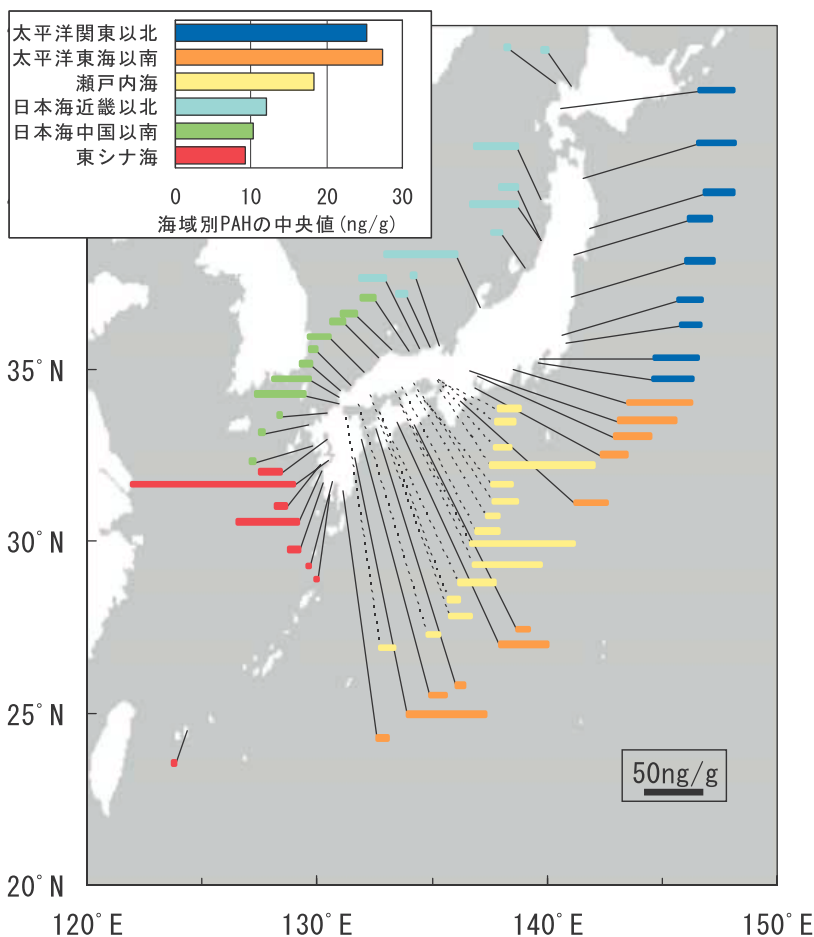 太平洋関東以北
太平洋東海以南
瀬戸内海
日本海近畿以北
日本海中国以南
東シナ海
0 10 20 30
海域別PAHの中央値(ng/g)
35°N
30°N
25°N
50ng/g
20°N
120°E 130°E 140°E 150°E